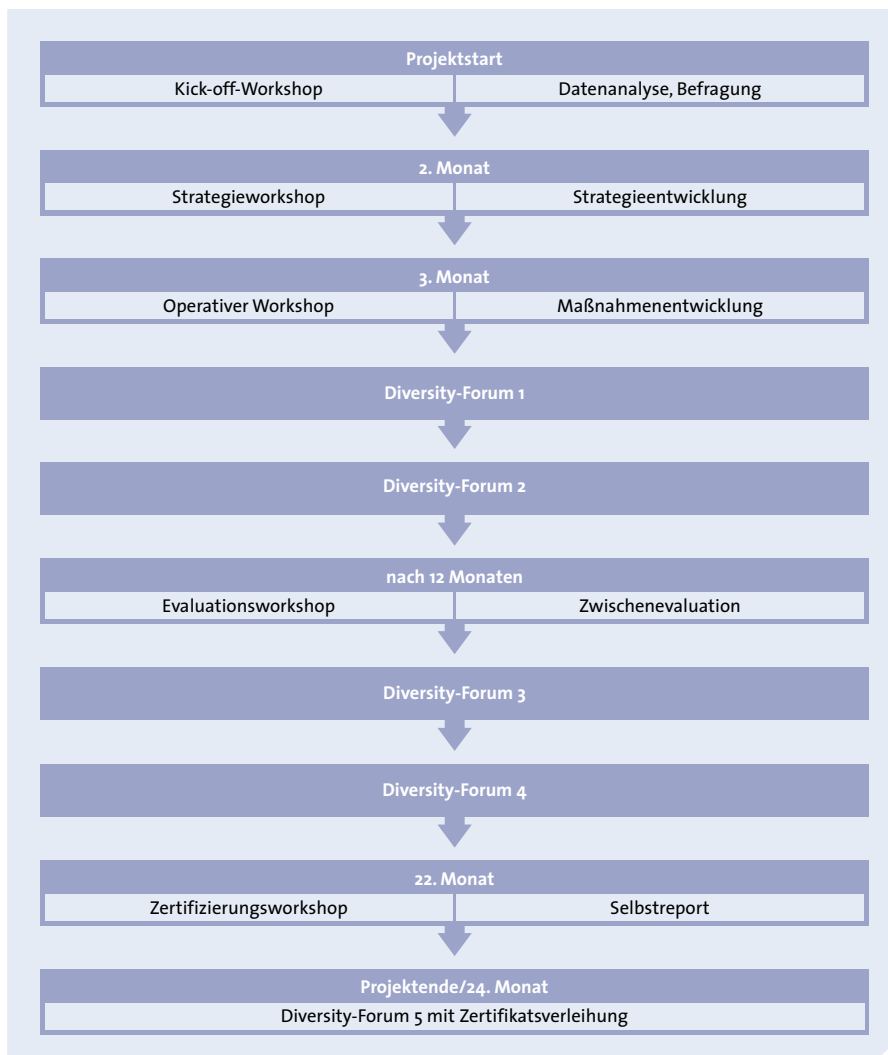 Projektstart
Kick-off-Workshop
Datenanalyse, Befragung
2. Monat
Strategieworkshop
Strategieentwicklung
3. Monat
Operativer Workshop
Maßnahmenentwicklung
Diversity-Forum 1
Diversity-Forum 2
nach 12 Monaten
Evaluationsworkshop
Zwischenevaluation
Diversity-Forum 3
Diversity-Forum 4
22. Monat
Zertifizierungsworkshop
Selbstreport
Projektende/24. Monat
Diversity-Forum 5 mit Zertifikatsverleihung